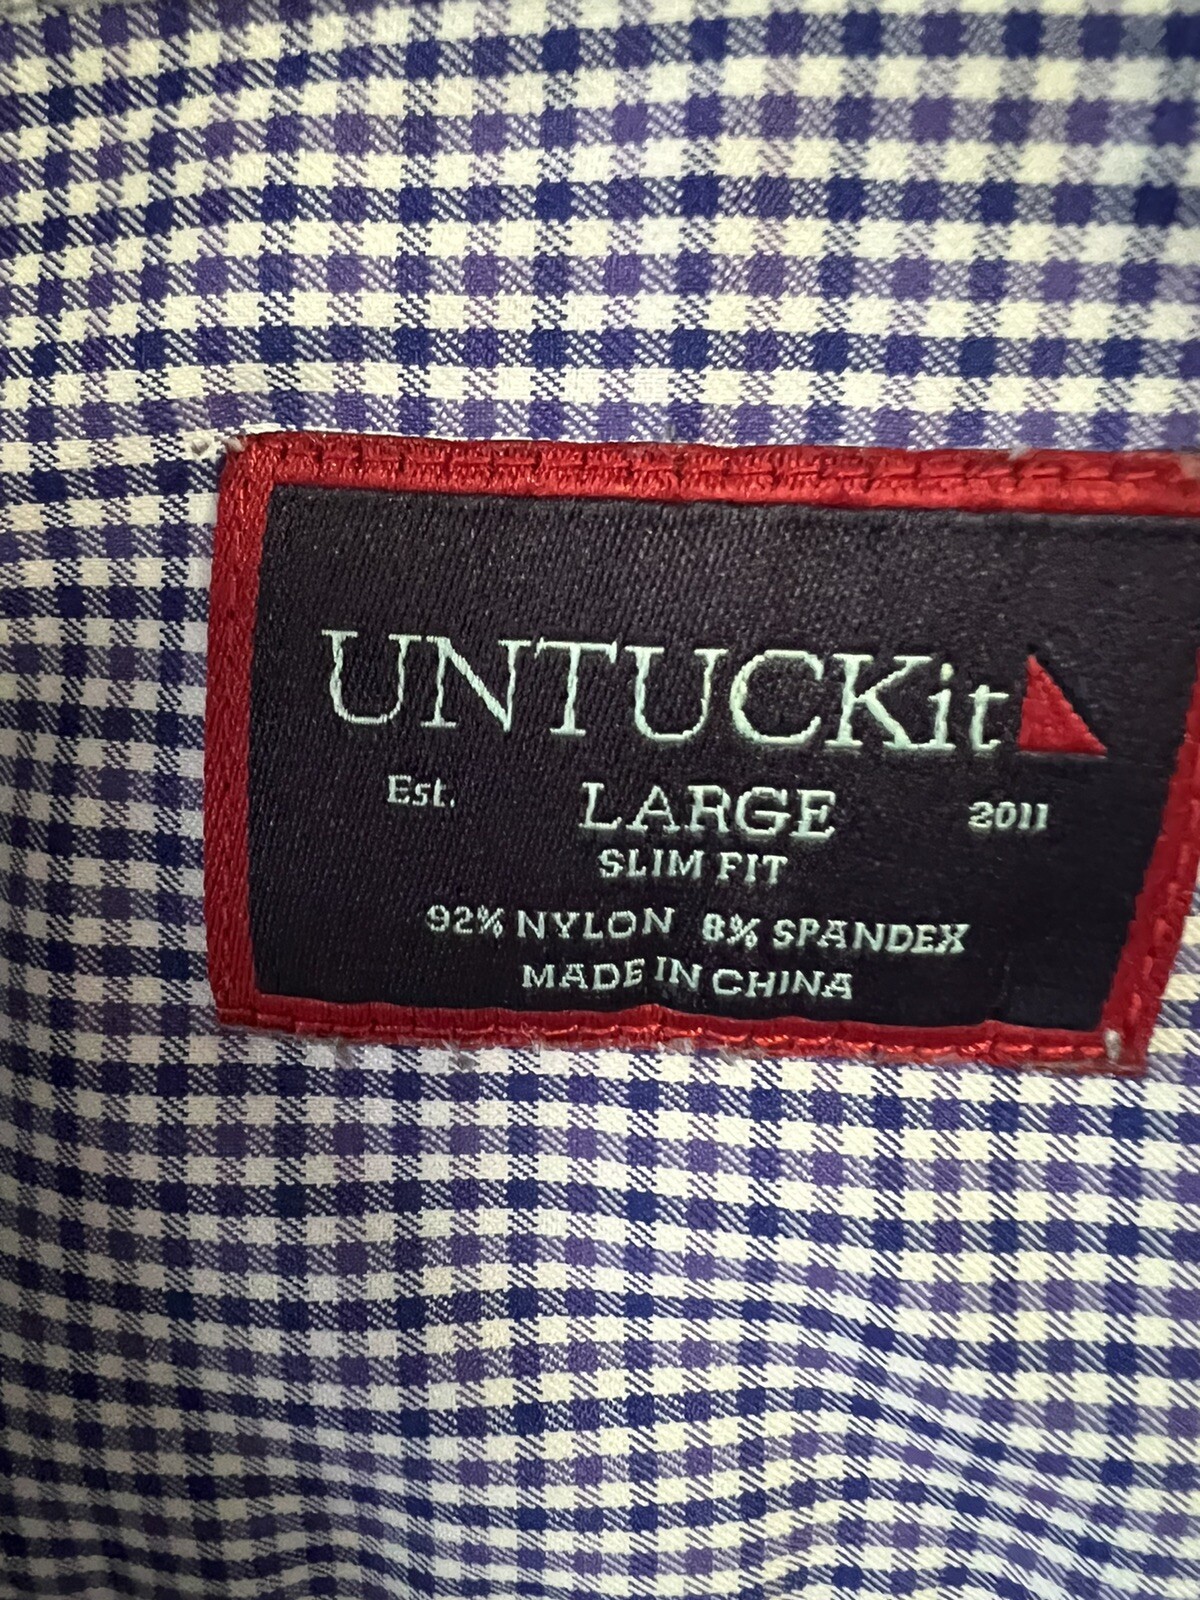 UNTUCKit
Est. LARGE 2011
SLIM FIT
92% NYLON 8% SPANDEX
MADE IN CHINA